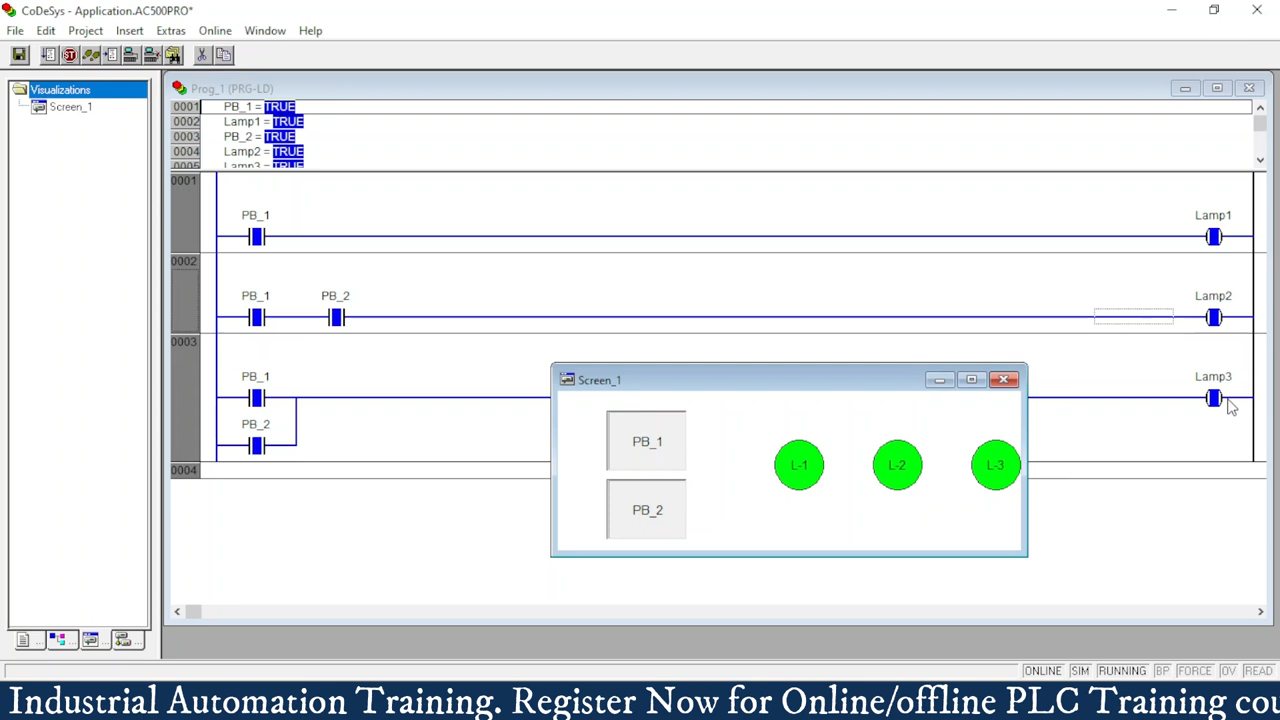 CoDeSys - Application.AC500PRO*
File Edit Project Insert Extras Online Window Help
Visualizations
Screen_1
Prog_1 (PRG-LD)
0001 PB_1 = TRUE
0002 Lamp1 = TRUE
0003 PB_2 = TRUE
0004 Lamp2 = TRUE
0005 Lamp3 = TRUE
0001
PB_1 Lamp1
0002
PB_1 PB_2 Lamp2
0003
PB_1 Lamp3
PB_2
0004
Screen_1
PB_1
L-1 L-2 L-3
PB_2
ONLINE SIM RUNNING BP FORCE OV READ
Industrial Automation Training. Register Now for Online/offline PLC Training cou